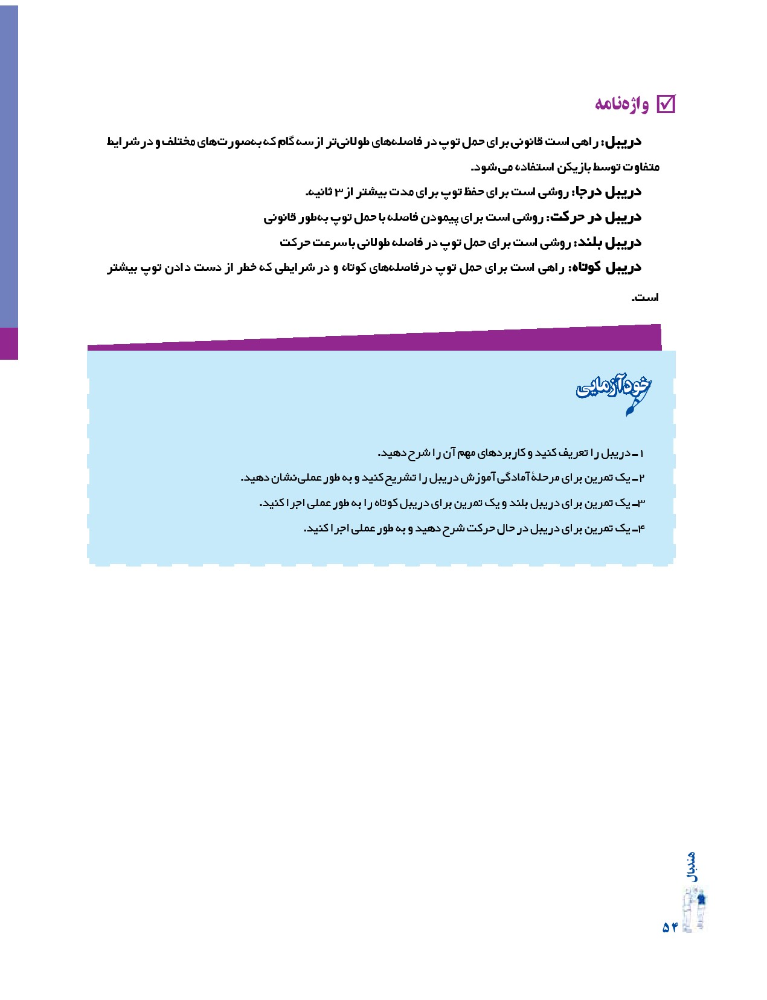 واژه‌نامه
دریبل: راهی است قانونی برای حمل توپ در فاصله‌های طولانی‌تر از سه گام که به‌صورت‌های مختلف و در شرایط
متفاوت توسط بازیکن استفاده می‌شود.
دریبل درجا: روشی است برای حفظ توپ برای مدت بیشتر از ۳ ثانیه.
دریبل در حرکت: روشی است برای پیمودن فاصله با حمل توپ به‌طور قانونی
دریبل بلند: روشی است برای حمل توپ در فاصله طولانی با سرعت حرکت
دریبل کوتاه: راهی است برای حمل توپ درفاصله‌های کوتاه و در شرایطی که خطر از دست دادن توپ بیشتر
است.
خودآزمایی
۱ـ دریبل را تعریف کنید و کاربردهای مهم آن را شرح دهید.
۲ـ یک تمرین برای مرحلهٔ آمادگی آموزش دریبل را تشریح کنید و به طور عملی نشان دهید.
۳ـ یک تمرین برای دریبل بلند و یک تمرین برای دریبل کوتاه را به طور عملی اجرا کنید.
۴ـ یک تمرین برای دریبل در حال حرکت شرح دهید و به طور عملی اجرا کنید.
هندبال
۵۴